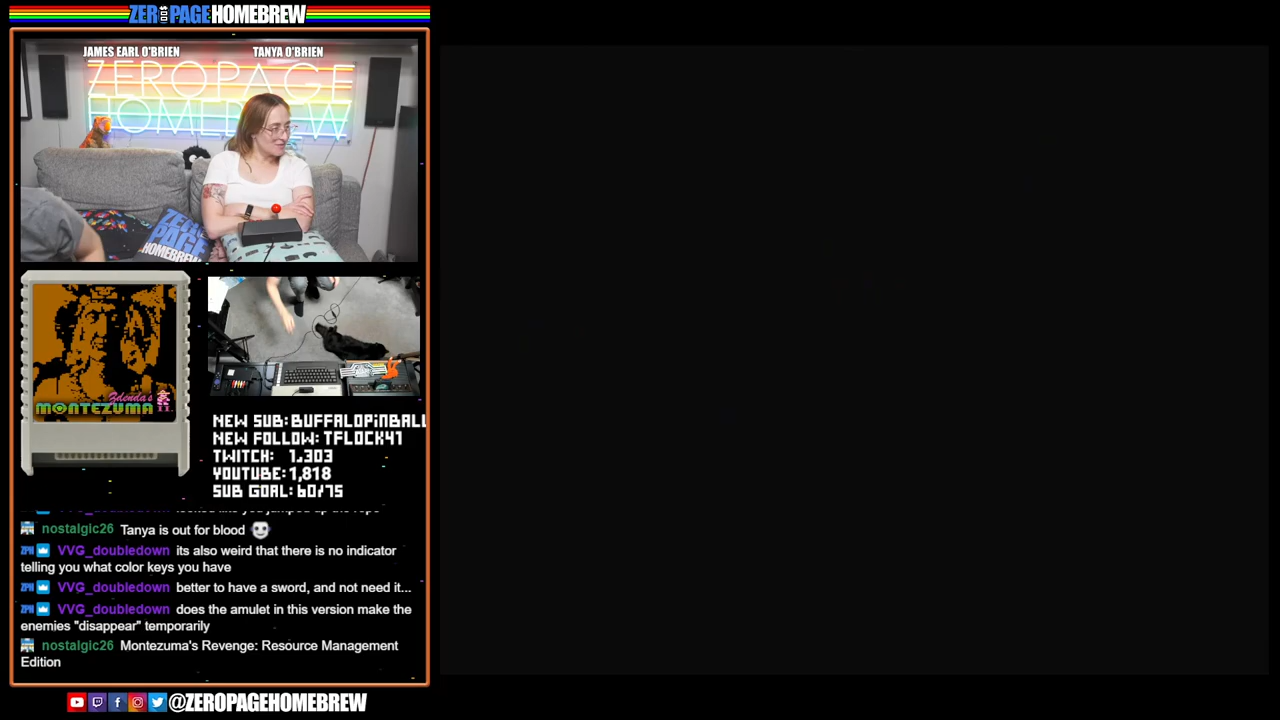 ZEROPAGE HOMEBREW
JAMES EARL O'BRIEN
TANYA O'BRIEN
ZEROPAGE
HOMEBREW
ZERO
PAGE
HOMEBREW
Zdenda's
MONTEZUMA
II.
NEW SUB: BUFFALOPINBALL
NEW FOLLOW: TFLOCK41
TWITCH: 1,303
YOUTUBE: 1,818
SUB GOAL: 60/75
nostalgic26 Tanya is out for blood
VVG_doubledown its also weird that there is no indicator
telling you what color keys you have
VVG_doubledown better to have a sword, and not need it...
VVG_doubledown does the amulet in this version make the
enemies "disappear" temporarily
nostalgic26 Montezuma's Revenge: Resource Management
Edition
@ZEROPAGEHOMEBREW